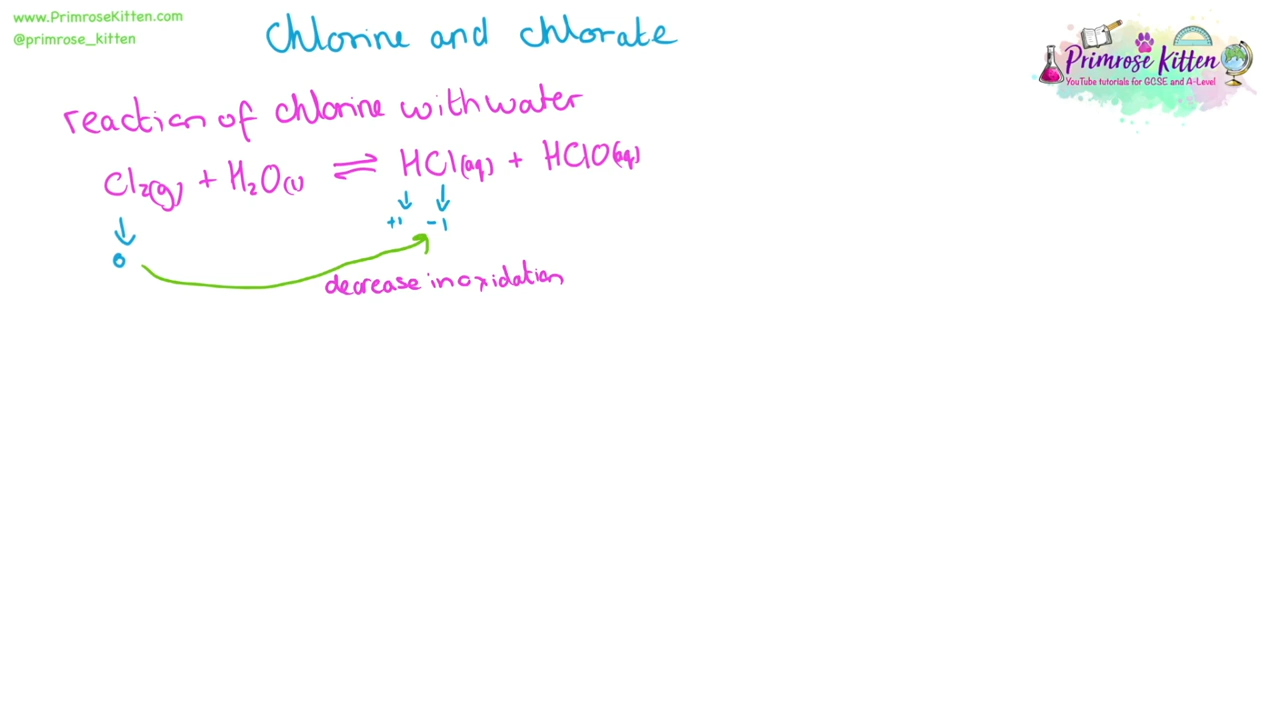 www.PrimroseKitten.com
@primrose_kitten
Chlorine and chlorate
Primrose Kitten
YouTube tutorials for GCSE and A-Level
reaction of chlorine with water
Cl₂(g) + H₂O(l) ⇌ HCl(aq) + HClO(aq)
↓ ↓ ↓
+1 -1
0
decrease in oxidation